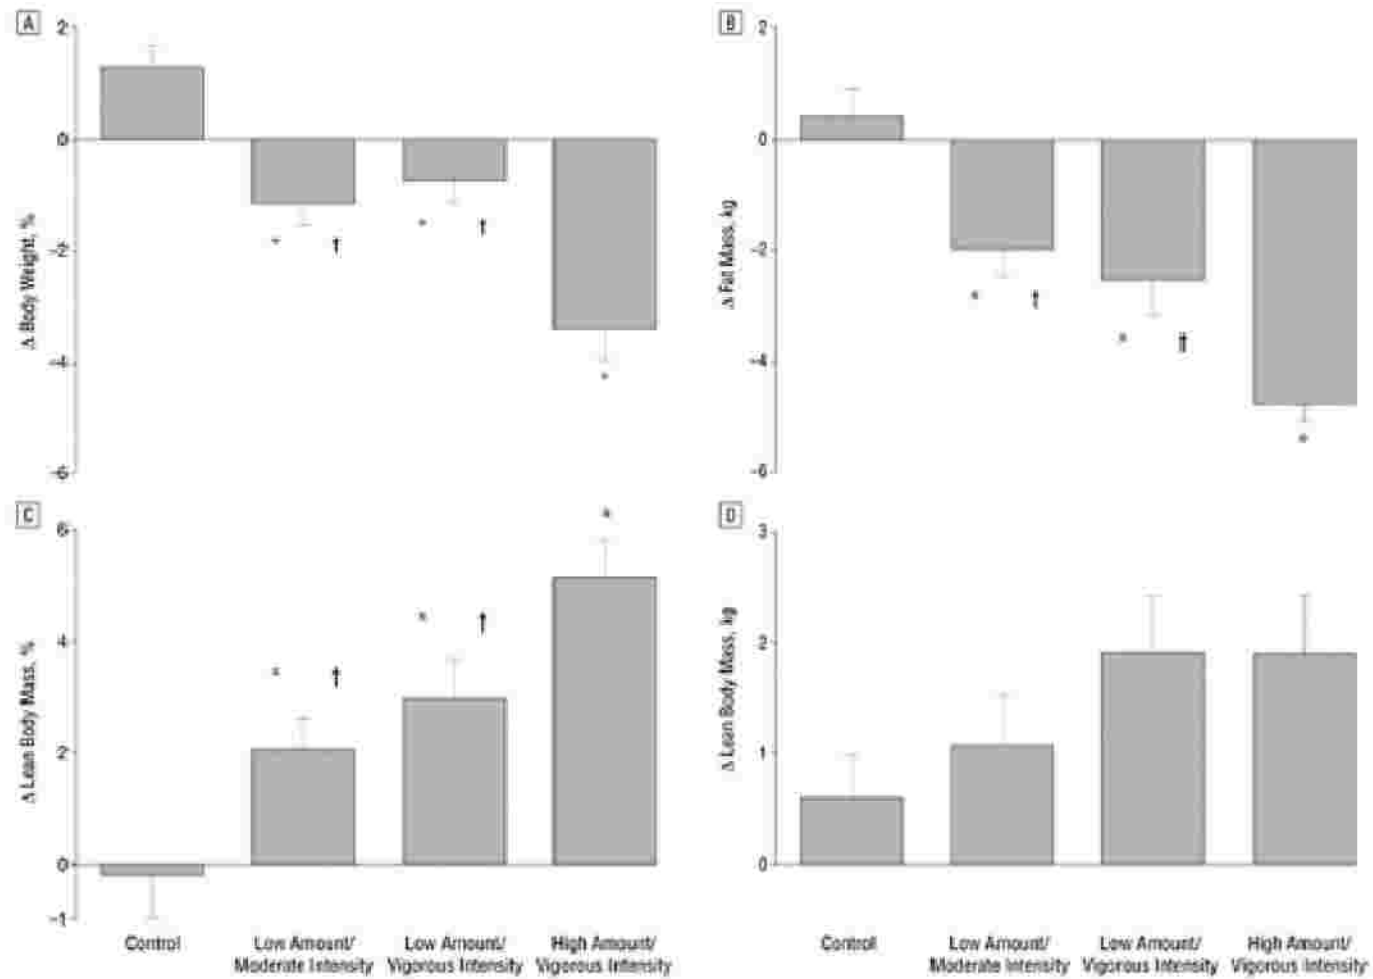 A
2
0
-2
-4
-6
Δ Body Weight, %
*
†
*
†
*
B
2
0
-2
-4
-6
Δ Fat Mass, kg
*
†
*
†
*
C
6
4
2
0
-1
Δ Lean Body Mass, %
*
†
*
†
*
Control
Low Amount/
Moderate Intensity
Low Amount/
Vigorous Intensity
High Amount/
Vigorous Intensity
D
3
2
1
0
Δ Lean Body Mass, kg
Control
Low Amount/
Moderate Intensity
Low Amount/
Vigorous Intensity
High Amount/
Vigorous Intensity